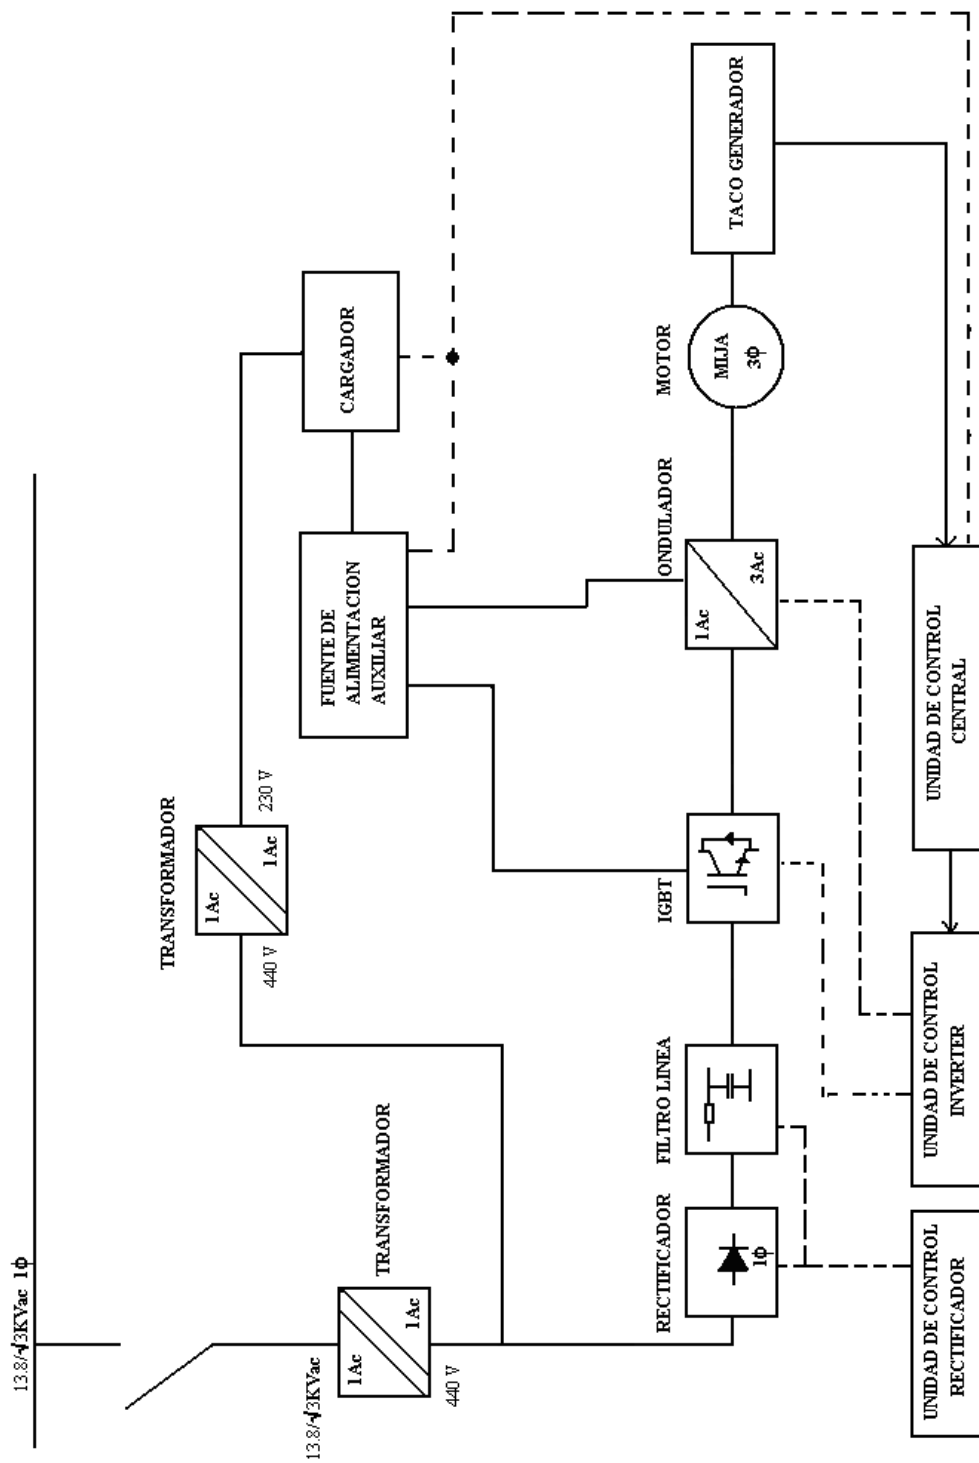 13.8/√3KVac 1ϕ
13.8/√3KVac
1Ac
1Ac
440 V
TRANSFORMADOR
TRANSFORMADOR
440 V
1Ac
1Ac
230 V
CARGADOR
FUENTE DE
ALIMENTACION
AUXILIAR
RECTIFICADOR
1ϕ
FILTRO LINEA
IGBT
ONDULADOR
1Ac
3Ac
MOTOR
MIJA
3ϕ
TACO GENERADOR
UNIDAD DE CONTROL
RECTIFICADOR
UNIDAD DE CONTROL
INVERTER
UNIDAD DE CONTROL
CENTRAL